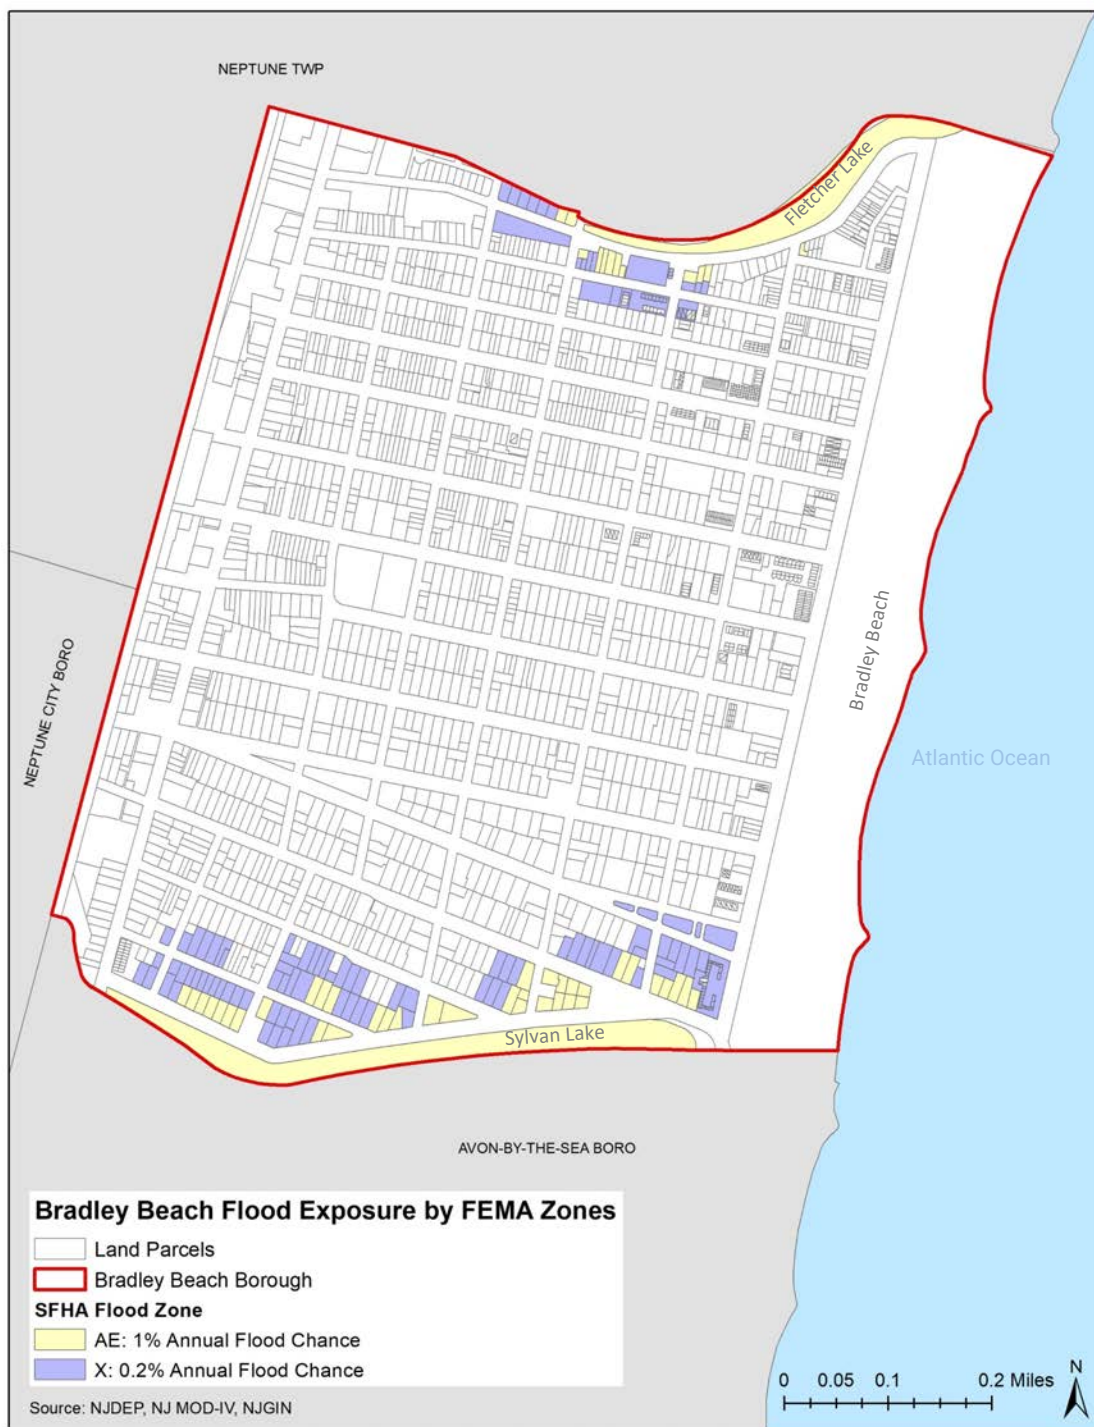 NEPTUNE TWP
Fletcher Lake
NEPTUNE CITY BORO
Bradley Beach
Atlantic Ocean
Sylvan Lake
AVON-BY-THE-SEA BORO
Bradley Beach Flood Exposure by FEMA Zones
Land Parcels
Bradley Beach Borough
SFHA Flood Zone
AE: 1% Annual Flood Chance
X: 0.2% Annual Flood Chance
Source: NJDEP, NJ MOD-IV, NJGIN
0 0.05 0.1 0.2 Miles
N